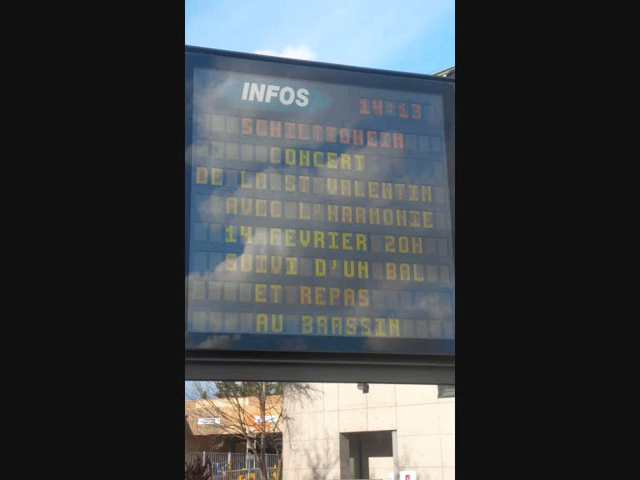 INFOS
14:13
SCHILTIGHEIM
CONCERT
DE LA ST VALENTIN
AVEC L'HARMONIE
14 FEVRIER 20H
SUIVI D'UN BAL
ET REPAS
AU BRASSIN